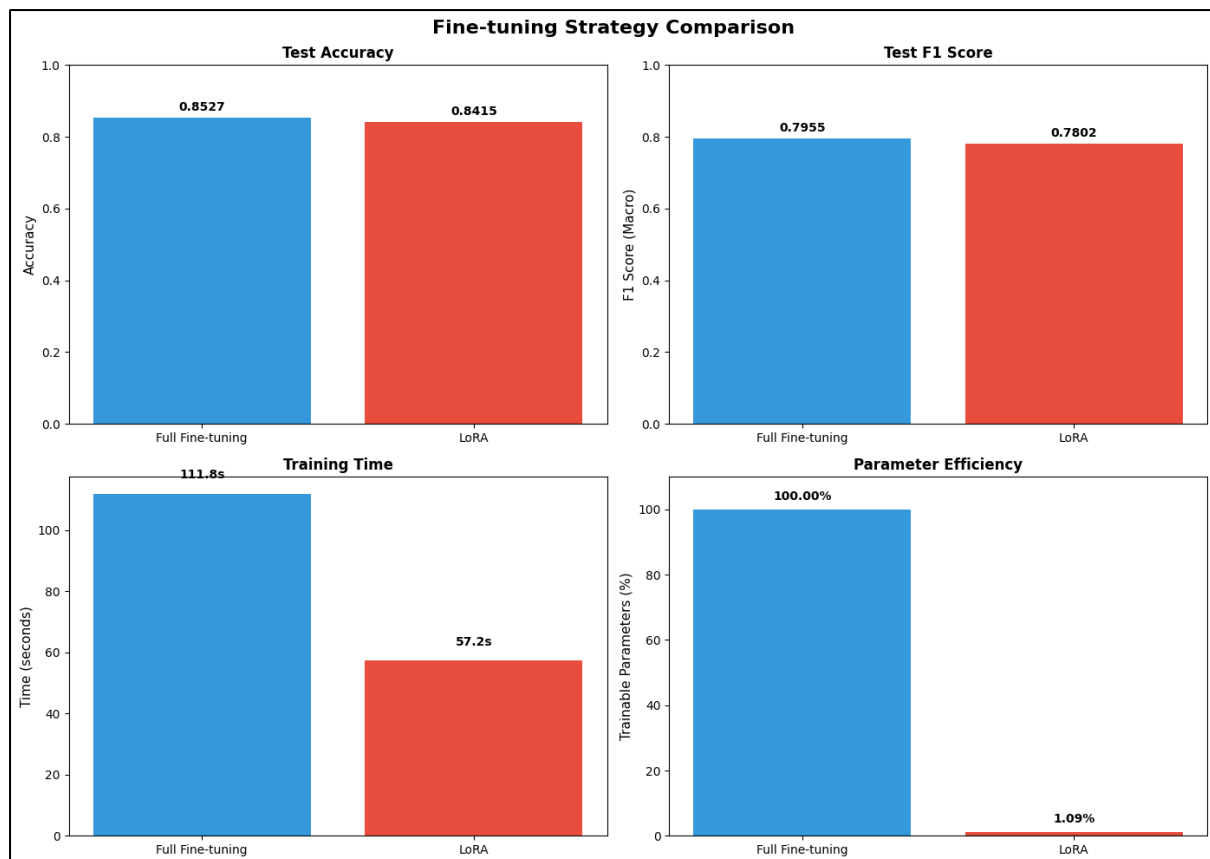 Fine-tuning Strategy Comparison
Test Accuracy
1.0
0.8
0.6
0.4
0.2
0.0
Accuracy
0.8527
0.8415
Full Fine-tuning
LoRA
Test F1 Score
1.0
0.8
0.6
0.4
0.2
0.0
F1 Score (Macro)
0.7955
0.7802
Full Fine-tuning
LoRA
Training Time
100
80
60
40
20
0
Time (seconds)
111.8s
57.2s
Full Fine-tuning
LoRA
Parameter Efficiency
100
80
60
40
20
0
Trainable Parameters (%)
100.00%
1.09%
Full Fine-tuning
LoRA